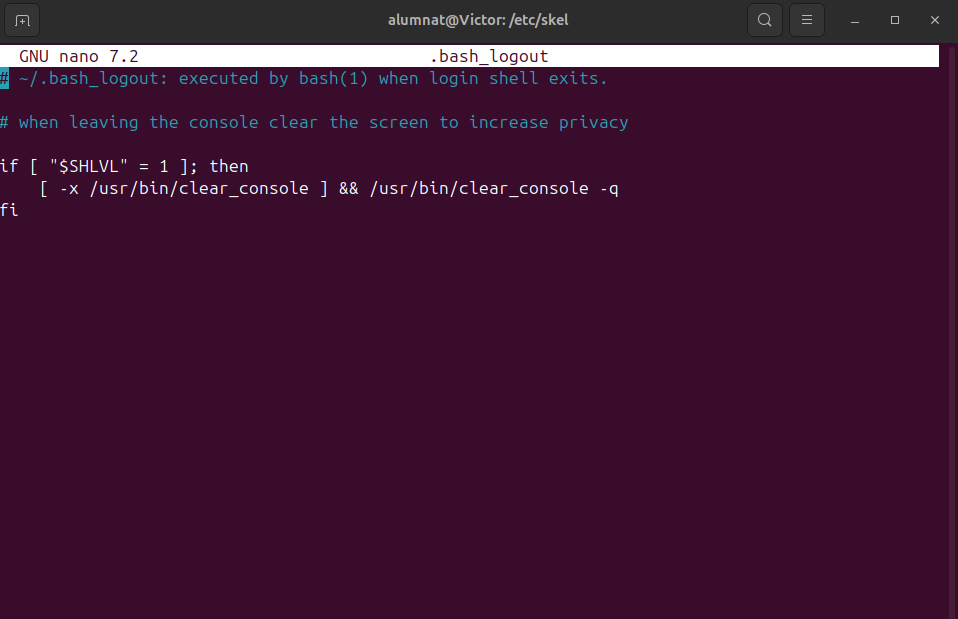 alumnat@Victor: /etc/skel
GNU nano 7.2 .bash_logout
# ~/.bash_logout: executed by bash(1) when login shell exits.
# when leaving the console clear the screen to increase privacy
if [ "$SHLVL" = 1 ]; then
    [ -x /usr/bin/clear_console ] && /usr/bin/clear_console -q
fi